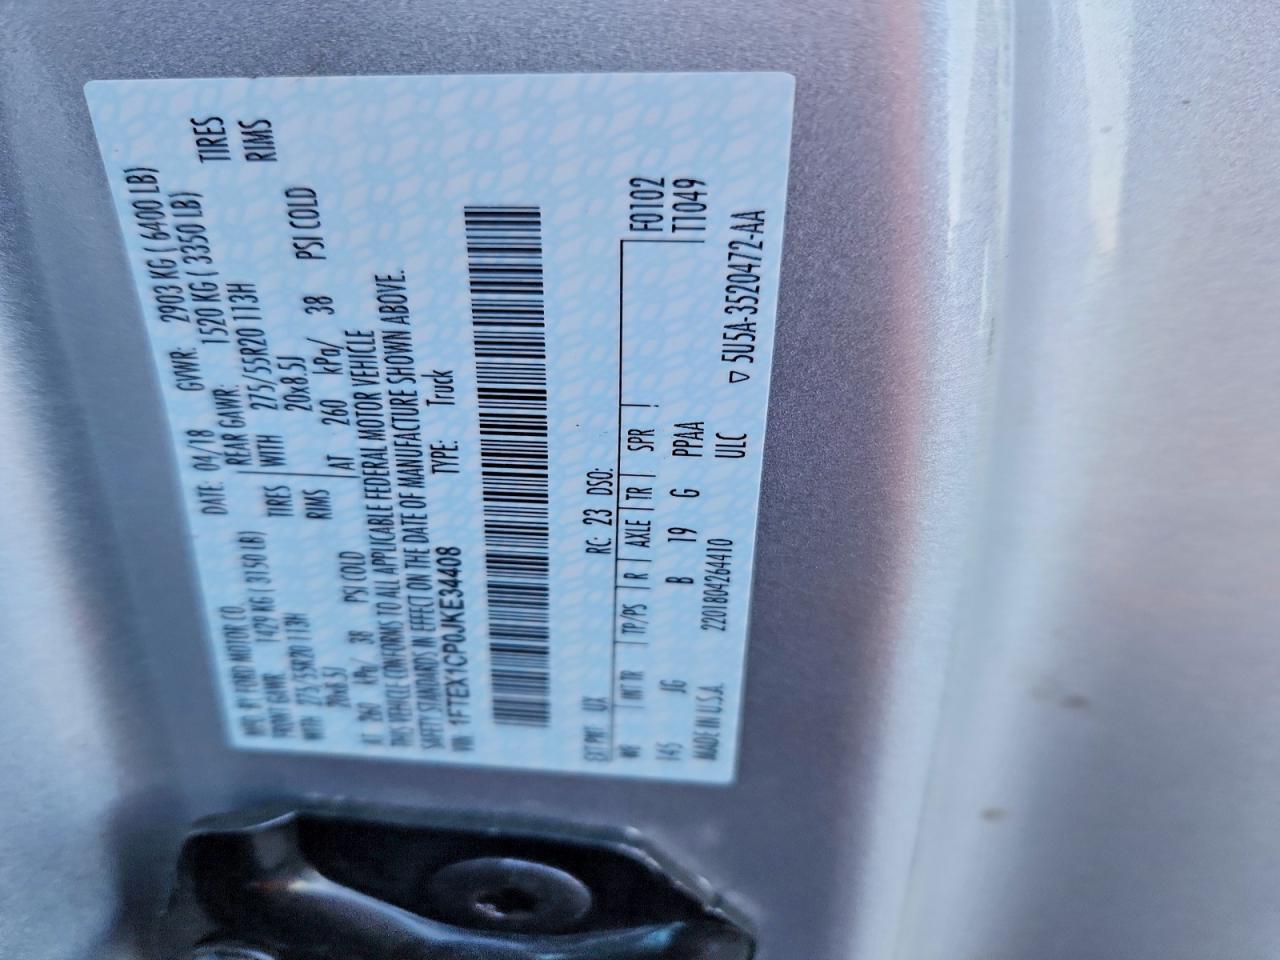 MFD. BY FORD MOTOR CO.
DATE: 04/18 GVWR: 2903 KG ( 6400 LB)
FRONT GAWR: 1429 KG ( 3150 LB) REAR GAWR: 1520 KG ( 3350 LB)
WITH 275/55R20 113H TIRES WITH 275/55R20 113H TIRES
20x8.5J RIMS 20x8.5J RIMS
AT 260 kPa/ 38 PSI COLD AT 260 kPa/ 38 PSI COLD
THIS VEHICLE CONFORMS TO ALL APPLICABLE FEDERAL MOTOR VEHICLE
SAFETY STANDARDS IN EFFECT ON THE DATE OF MANUFACTURE SHOWN ABOVE.
VIN: 1FTEX1CP0JKE34408 TYPE: Truck
EXT PNT: RC: 23 DSO:
WB INT TR TP/PS R AXLE TR SPR F0102
145 JG B 19 G PPAA T1049
MADE IN U.S.A. 2201804264410 ULC
▽ 5U5A-3520472-AA